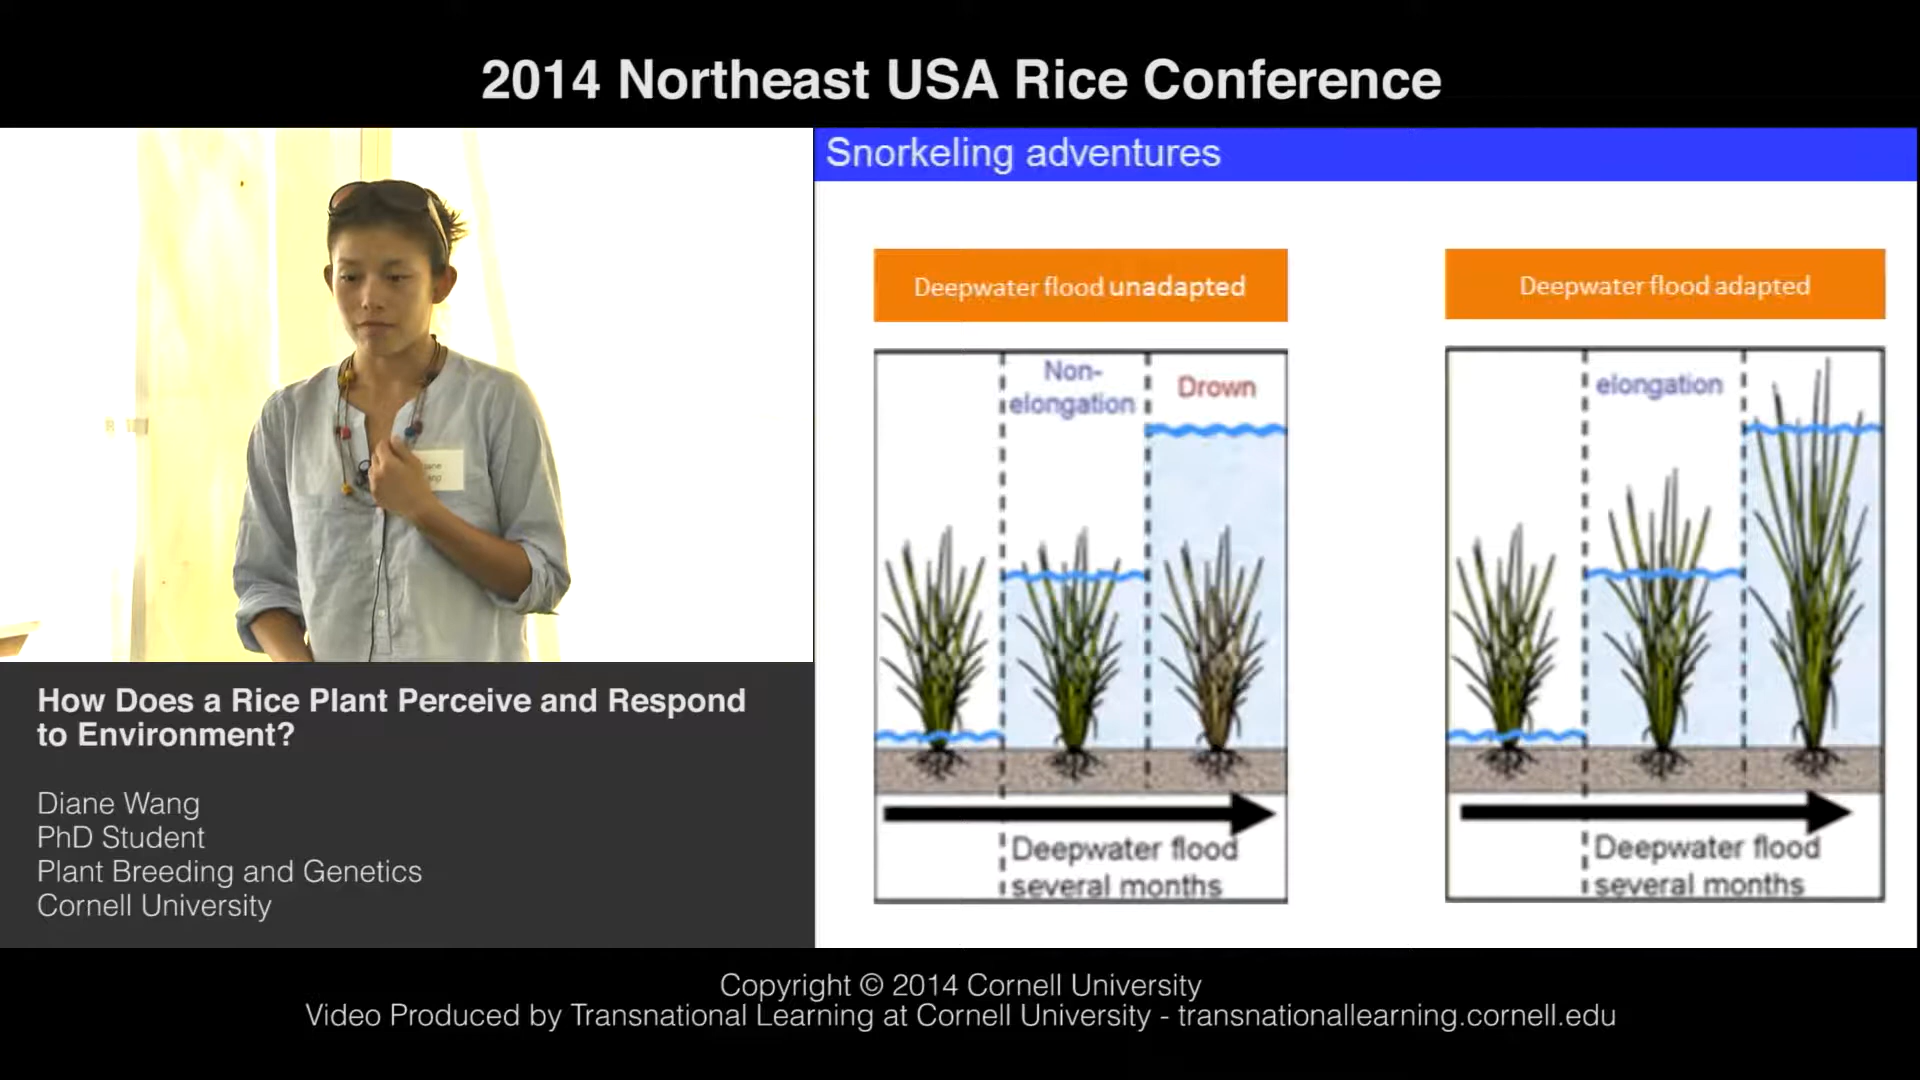 2014 Northeast USA Rice Conference
Snorkeling adventures
Deepwater flood unadapted
Deepwater flood adapted
Non-
elongation
Drown
elongation
Deepwater flood
several months
Deepwater flood
several months
How Does a Rice Plant Perceive and Respond
to Environment?
Diane Wang
PhD Student
Plant Breeding and Genetics
Cornell University
Copyright © 2014 Cornell University
Video Produced by Transnational Learning at Cornell University - transnationallearning.cornell.edu